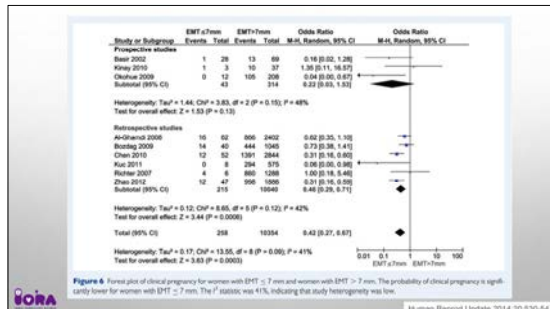 EMT ≤7mm EMT>7mm Odds Ratio Odds Ratio
Study or Subgroup Events Total Events Total M-H, Random, 95% CI M-H, Random, 95% CI
Prospective studies
Basir 2002 1 28 13 69 0.16 [0.02, 1.28]
Kinay 2010 1 3 10 37 1.35 [0.11, 16.57]
Okohue 2009 0 12 105 208 0.04 [0.00, 0.67]
Subtotal (95% CI) 43 314 0.22 [0.03, 1.53]
Heterogeneity: Tau² = 1.44; Chi² = 3.83, df = 2 (P = 0.15); I² = 48%
Test for overall effect: Z = 1.53 (P = 0.13)
Retrospective studies
Al-Ghamdi 2008 16 62 866 2402 0.62 [0.35, 1.10]
Bozdag 2009 14 40 444 1045 0.73 [0.38, 1.41]
Chen 2010 12 52 1391 2844 0.31 [0.16, 0.60]
Kuc 2011 0 8 294 575 0.06 [0.00, 0.98]
Richter 2007 4 6 860 1288 1.00 [0.18, 5.46]
Zhao 2012 12 47 998 1886 0.31 [0.16, 0.59]
Subtotal (95% CI) 215 10040 0.46 [0.29, 0.71]
Heterogeneity: Tau² = 0.12; Chi² = 8.65, df = 5 (P = 0.12); I² = 42%
Test for overall effect: Z = 3.44 (P = 0.0006)
Total (95% CI) 258 10354 0.42 [0.27, 0.67]
Heterogeneity: Tau² = 0.17; Chi² = 13.55, df = 8 (P = 0.09); I² = 41%
Test for overall effect: Z = 3.63 (P = 0.0003)
0.01 0.1 1 10 100
EMT ≤7mm EMT>7mm
Figure 6 Forest plot of clinical pregnancy for women with EMT ≤ 7 mm and women with EMT > 7 mm. The probability of clinical pregnancy is signifi-
cantly lower for women with EMT ≤ 7 mm. The I² statistic was 41%, indicating that study heterogeneity was low.
IORA